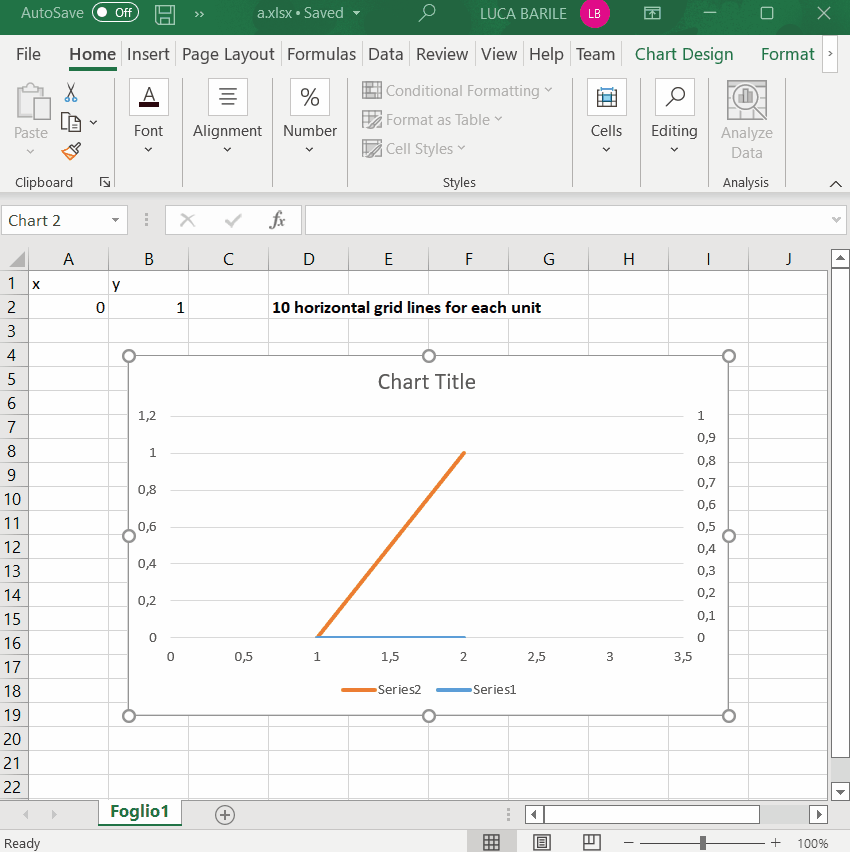 AutoSave Off » a.xlsx • Saved LUCA BARILE LB
File Home Insert Page Layout Formulas Data Review View Help Team Chart Design Format
Paste
Clipboard
A
Font
Alignment
%
Number
Conditional Formatting
Format as Table
Cell Styles
Styles
Cells
Editing
Analyze
Data
Analysis
Chart 2 fx
A B C D E F G H I J
1 x y
2 0 1 10 horizontal grid lines for each unit
3
4
5
6
7
8
9
10
11
12
13
14
15
16
17
18
19
20
21
22
Chart Title
1,2
1
0,8
0,6
0,4
0,2
0
1
0,9
0,8
0,7
0,6
0,5
0,4
0,3
0,2
0,1
0
0 0,5 1 1,5 2 2,5 3 3,5
Series2 Series1
Foglio1
Ready 100%